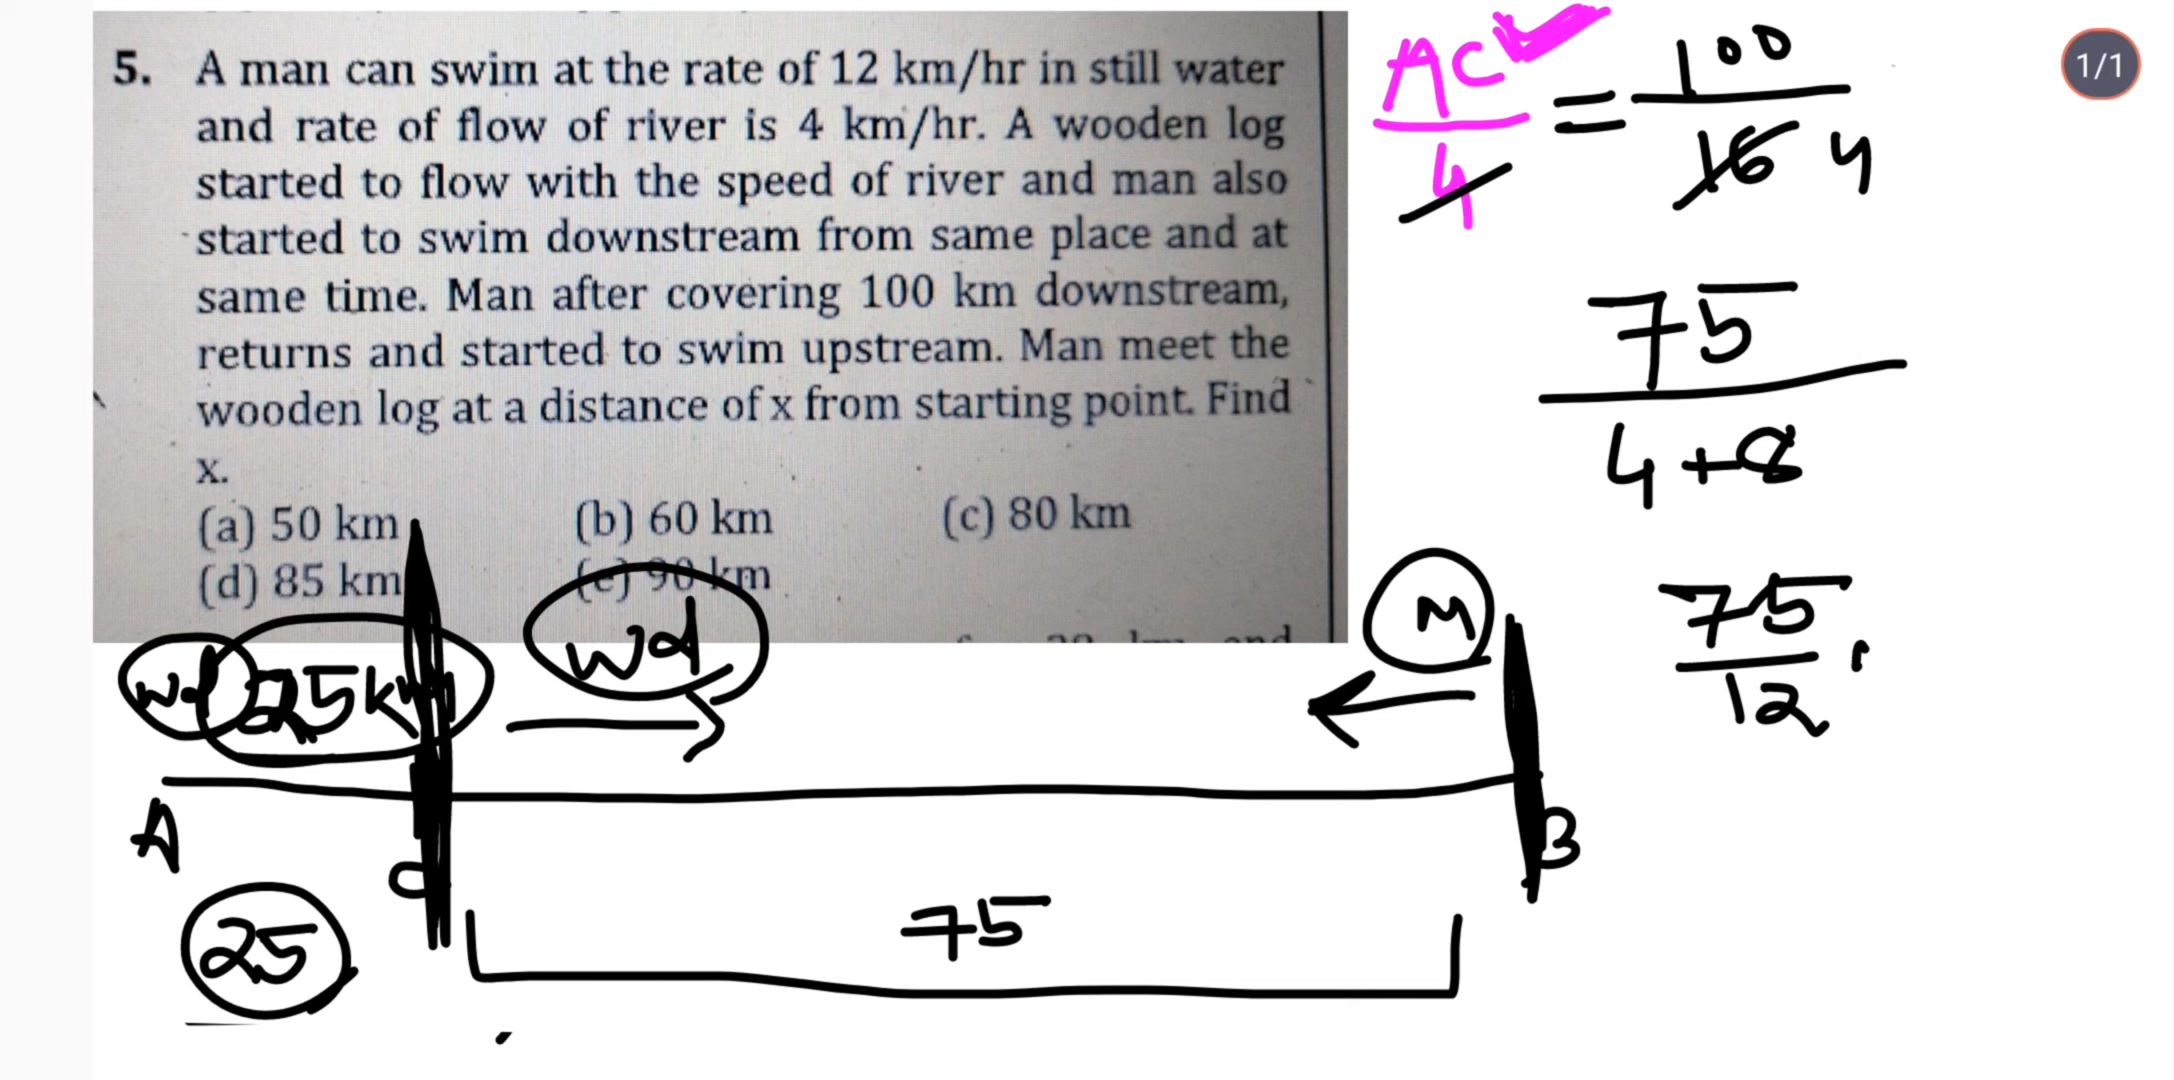 5. A man can swim at the rate of 12 km/hr in still water
and rate of flow of river is 4 km/hr. A wooden log
started to flow with the speed of river and man also
started to swim downstream from same place and at
same time. Man after covering 100 km downstream,
returns and started to swim upstream. Man meet the
wooden log at a distance of x from starting point. Find
x.
(a) 50 km (b) 60 km (c) 80 km
(d) 85 km (e) 90 km
AC/4 = 100/16 4
1/1
75/4+8
75/12
Wd 25km Wd M
A C B
25 75